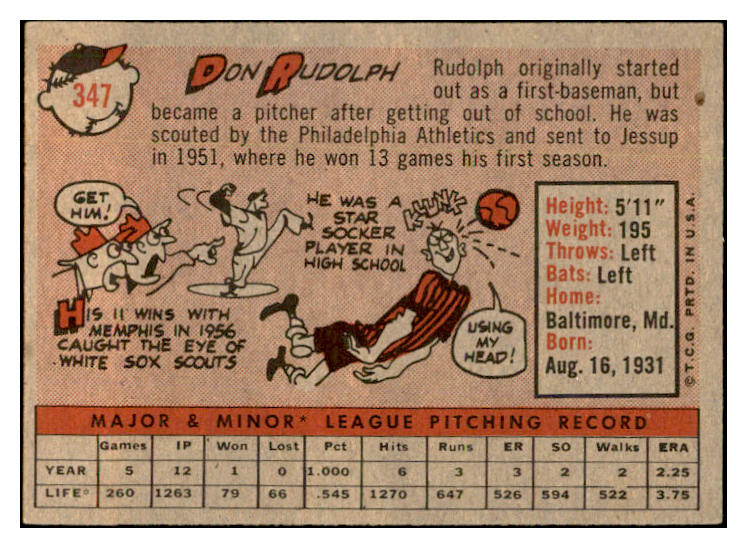 347
DON RUDOLPH
Rudolph originally started
out as a first-baseman, but
became a pitcher after getting out of school. He was
scouted by the Philadelphia Athletics and sent to Jessup
in 1951, where he won 13 games his first season.
GET
HIM!
HIS 11 WINS WITH
MEMPHIS IN 1956
CAUGHT THE EYE OF
WHITE SOX SCOUTS
HE WAS A
STAR
SOCKER
PLAYER IN
HIGH SCHOOL
KLUNK
USING
MY
HEAD!
Height: 5'11"
Weight: 195
Throws: Left
Bats: Left
Home:
Baltimore, Md.
Born:
Aug. 16, 1931
© T.C.G. PRTD. IN U.S.A.
MAJOR & MINOR* LEAGUE PITCHING RECORD
Games IP Won Lost Pct Hits Runs ER SO Walks ERA
YEAR 5 12 1 0 1.000 6 3 3 2 2 2.25
LIFE* 260 1263 79 66 .545 1270 647 526 594 522 3.75